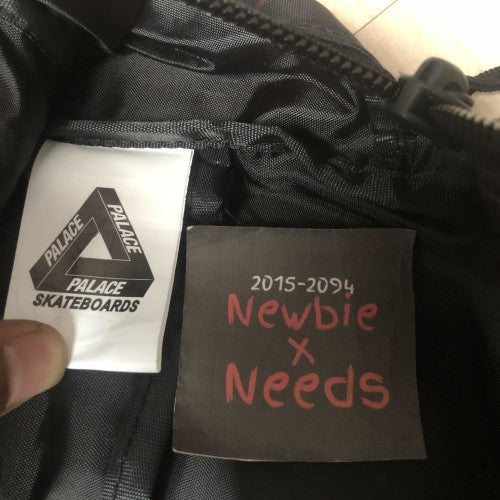 PALACE
PALACE
PALACE
SKATEBOARDS
2015-2094
Newbie
x
Needs